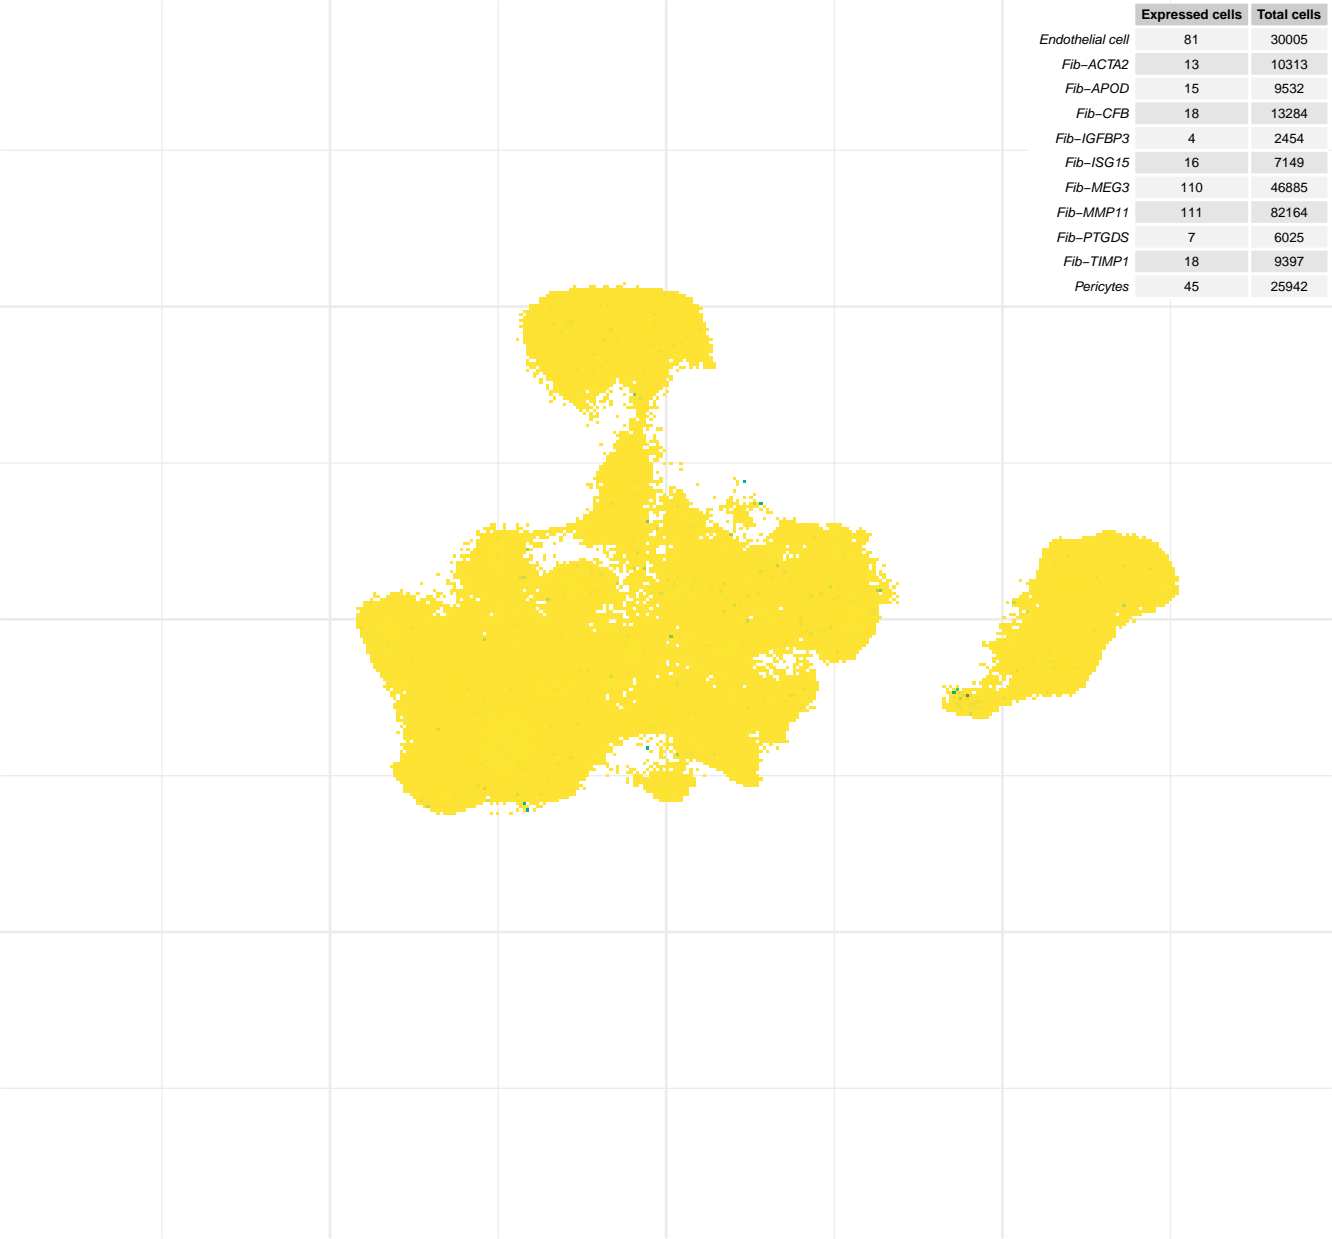 Expressed cells Total cells
Endothelial cell 81 30005
Fib−ACTA2 13 10313
Fib−APOD 15 9532
Fib−CFB 18 13284
Fib−IGFBP3 4 2454
Fib−ISG15 16 7149
Fib−MEG3 110 46885
Fib−MMP11 111 82164
Fib−PTGDS 7 6025
Fib−TIMP1 18 9397
Pericytes 45 25942